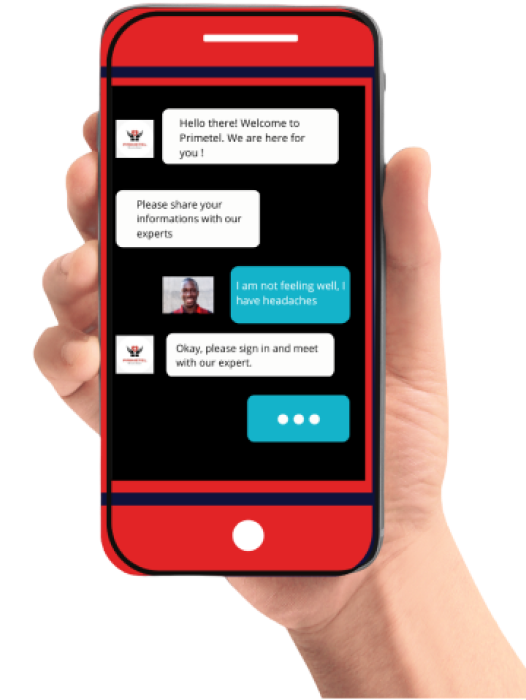 Hello there! Welcome to
Primetel. We are here for
you !
Please share your
informations with our
experts
I am not feeling well, I
have headaches
Okay, please sign in and meet
with our expert.